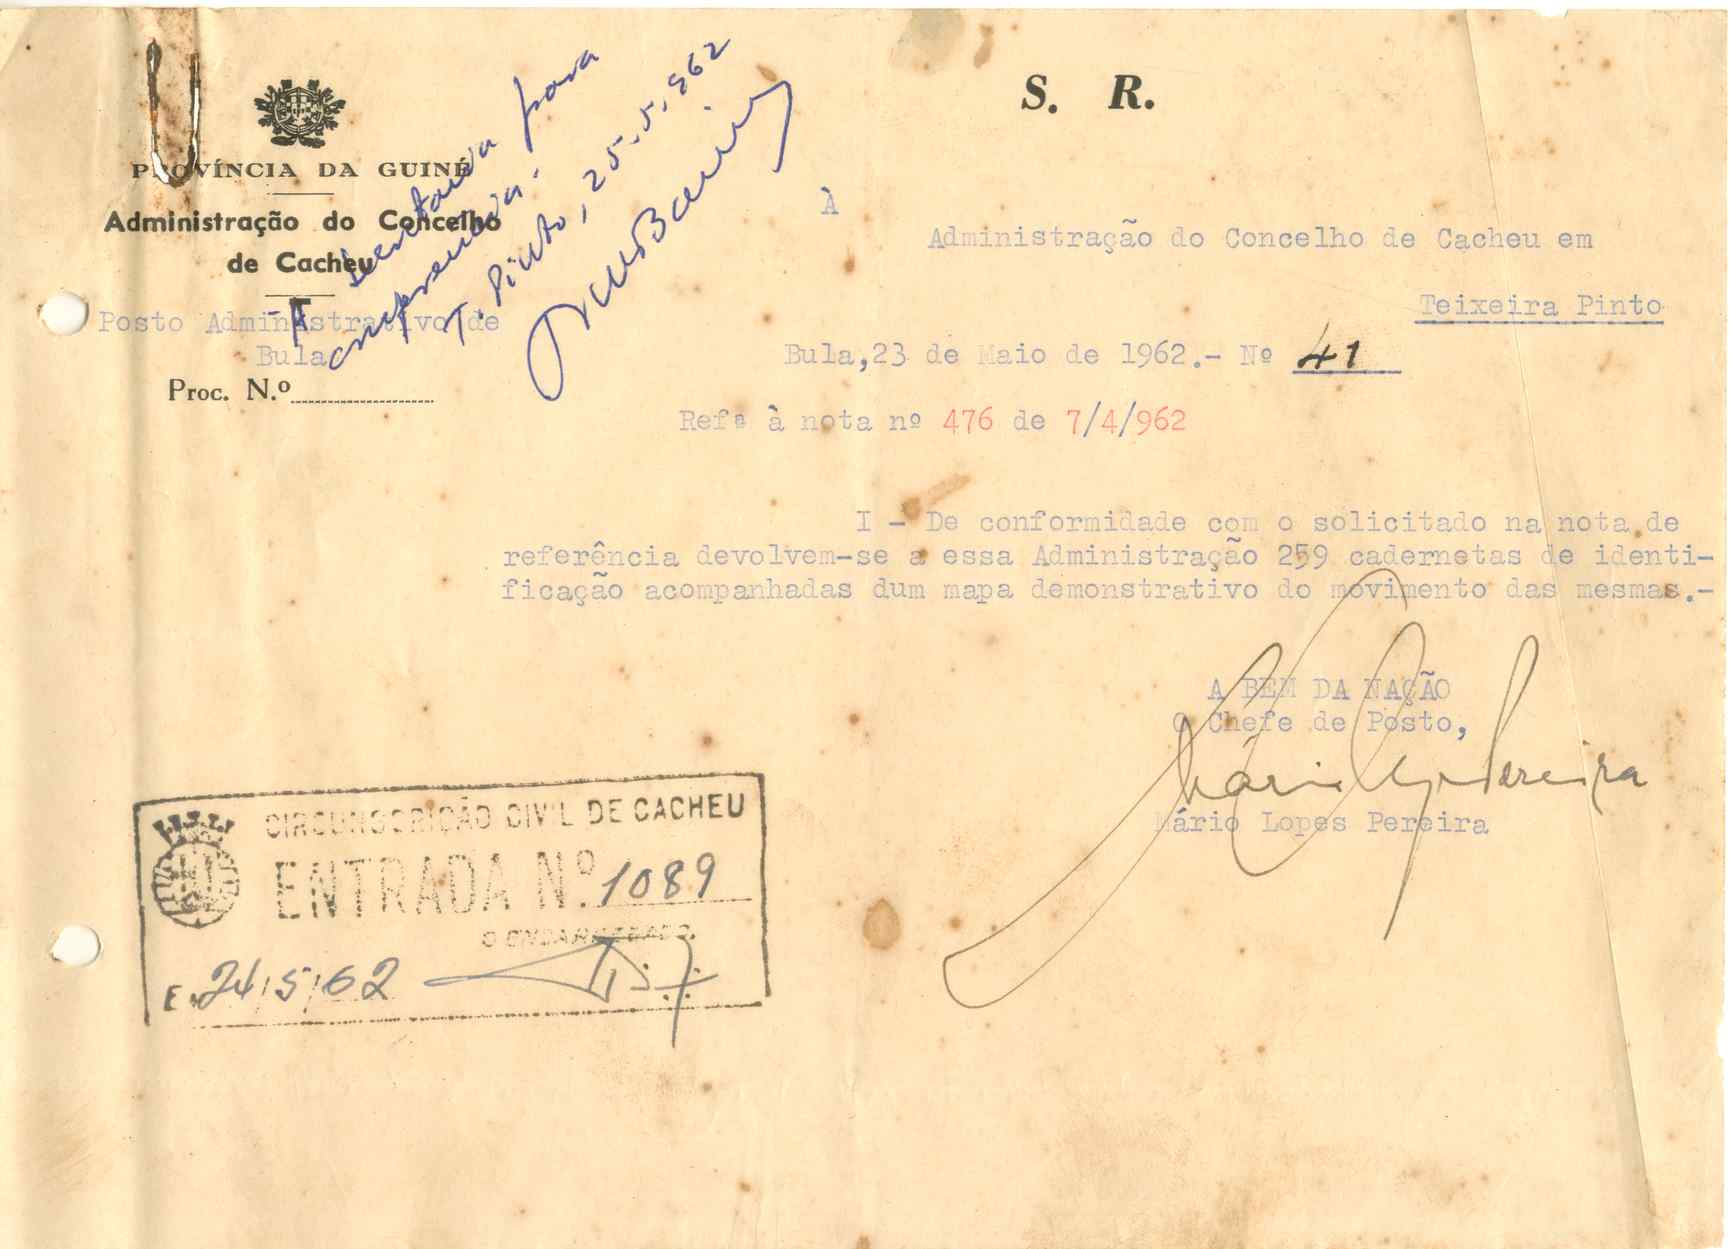 S. R.
PROVÍNCIA DA GUINÉ
Administração do Concelho
de Cacheu
Posto Administrativo de
Bula
Proc. N.º
À
para
T. Pinto, 25.5.962
À
Administração do Concelho de Cacheu em
Teixeira Pinto
Bula,23 de Maio de 1962.- Nº 41
Refª à nota nº 476 de 7/4/962
I - De conformidade com o solicitado na nota de
referência devolvem-se a essa Administração 259 cadernetas de identi-
ficação acompanhadas dum mapa demonstrativo do movimento das mesmas.-
A BEM DA NAÇÃO
O Chefe de Posto,
Mário Lopes Pereira
Mário Lopes Pereira
CIRCUNSCRIÇÃO CIVIL DE CACHEU
ENTRADA N.º 1089
O ENCARREGADO,
E. 24/5/62